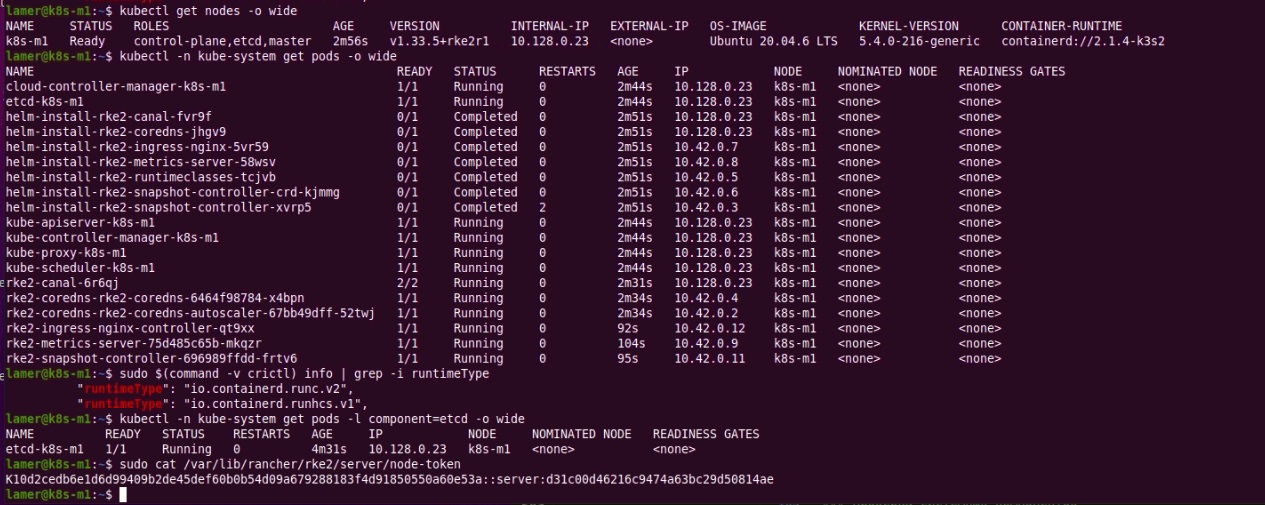 lamer@k8s-m1:~$ kubectl get nodes -o wide
NAME STATUS ROLES AGE VERSION INTERNAL-IP EXTERNAL-IP OS-IMAGE KERNEL-VERSION CONTAINER-RUNTIME
k8s-m1 Ready control-plane,etcd,master 2m56s v1.33.5+rke2r1 10.128.0.23 <none> Ubuntu 20.04.6 LTS 5.4.0-216-generic containerd://2.1.4-k3s2
lamer@k8s-m1:~$ kubectl -n kube-system get pods -o wide
NAME READY STATUS RESTARTS AGE IP NODE NOMINATED NODE READINESS GATES
cloud-controller-manager-k8s-m1 1/1 Running 0 2m44s 10.128.0.23 k8s-m1 <none> <none>
etcd-k8s-m1 1/1 Running 0 2m44s 10.128.0.23 k8s-m1 <none> <none>
helm-install-rke2-canal-fvr9f 0/1 Completed 0 2m51s 10.128.0.23 k8s-m1 <none> <none>
helm-install-rke2-coredns-jhgv9 0/1 Completed 0 2m51s 10.128.0.23 k8s-m1 <none> <none>
helm-install-rke2-ingress-nginx-5vr59 0/1 Completed 0 2m51s 10.42.0.7 k8s-m1 <none> <none>
helm-install-rke2-metrics-server-58wsv 0/1 Completed 0 2m51s 10.42.0.8 k8s-m1 <none> <none>
helm-install-rke2-runtimeclasses-tcjvb 0/1 Completed 0 2m51s 10.42.0.5 k8s-m1 <none> <none>
helm-install-rke2-snapshot-controller-crd-kjmmg 0/1 Completed 0 2m51s 10.42.0.6 k8s-m1 <none> <none>
helm-install-rke2-snapshot-controller-xvrp5 0/1 Completed 2 2m51s 10.42.0.3 k8s-m1 <none> <none>
kube-apiserver-k8s-m1 1/1 Running 0 2m44s 10.128.0.23 k8s-m1 <none> <none>
kube-controller-manager-k8s-m1 1/1 Running 0 2m44s 10.128.0.23 k8s-m1 <none> <none>
kube-proxy-k8s-m1 1/1 Running 0 2m44s 10.128.0.23 k8s-m1 <none> <none>
kube-scheduler-k8s-m1 1/1 Running 0 2m44s 10.128.0.23 k8s-m1 <none> <none>
rke2-canal-6r6qj 2/2 Running 0 2m31s 10.128.0.23 k8s-m1 <none> <none>
rke2-coredns-rke2-coredns-6464f98784-x4bpn 1/1 Running 0 2m34s 10.42.0.4 k8s-m1 <none> <none>
rke2-coredns-rke2-coredns-autoscaler-67bb49dff-52twj 1/1 Running 0 2m34s 10.42.0.2 k8s-m1 <none> <none>
rke2-ingress-nginx-controller-qt9xx 1/1 Running 0 92s 10.42.0.12 k8s-m1 <none> <none>
rke2-metrics-server-75d485c65b-mkqzr 1/1 Running 0 104s 10.42.0.9 k8s-m1 <none> <none>
rke2-snapshot-controller-696989ffdd-frtv6 1/1 Running 0 95s 10.42.0.11 k8s-m1 <none> <none>
lamer@k8s-m1:~$ sudo $(command -v crictl) info | grep -i runtimeType
"runtimeType": "io.containerd.runc.v2",
"runtimeType": "io.containerd.runhcs.v1",
lamer@k8s-m1:~$ kubectl -n kube-system get pods -l component=etcd -o wide
NAME READY STATUS RESTARTS AGE IP NODE NOMINATED NODE READINESS GATES
etcd-k8s-m1 1/1 Running 0 4m31s 10.128.0.23 k8s-m1 <none> <none>
lamer@k8s-m1:~$ sudo cat /var/lib/rancher/rke2/server/node-token
K10d2cedb6e1d6d99409b2de45def60b0b54d09a679288183f4d91850550a60e53a::server:d31c00d46216c9474a63bc29d50814ae
lamer@k8s-m1:~$